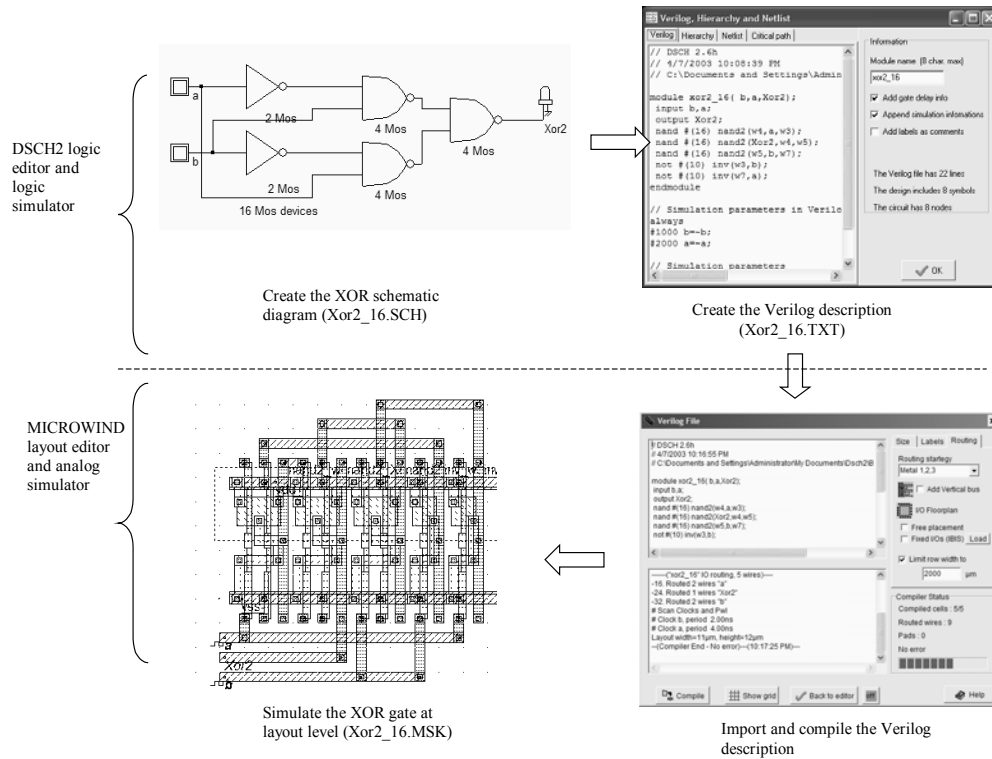 DSCH2 logic
editor and
logic
simulator
a
b
2 Mos
4 Mos
4 Mos
Xor2
2 Mos
4 Mos
16 Mos devices
Create the XOR schematic
diagram (Xor2_16.SCH)
Verilog, Hierarchy and Netlist
Verilog Hierarchy Netlist Critical path
// DSCH 2.6h
// 4/7/2003 10:08:39 PM
// C:\Documents and Settings\Admin
module xor2_16( b,a,Xor2);
input b,a;
output Xor2;
nand #(16) nand2(w4,a,w3);
nand #(16) nand2(Xor2,w4,w5);
nand #(16) nand2(w5,b,w7);
not #(10) inv(w3,b);
not #(10) inv(w7,a);
endmodule
// Simulation parameters in Verilo
always
#1000 b=~b;
#2000 a=~a;
// Simulation parameters
Information
Module name (8 char. max)
xor2_16
Add gate delay info
Append simulation informations
Add labels as comments
The Verilog file has 22 lines
The design includes 8 symbols
The circuit has 8 nodes
OK
Create the Verilog description
(Xor2_16.TXT)
MICROWIND
layout editor
and analog
simulator
a
Xor2
b
Simulate the XOR gate at
layout level (Xor2_16.MSK)
Verilog File
// DSCH 2.6h
// 4/7/2003 10:16:55 PM
// C:\Documents and Settings\Administrator\My Documents\Dsch2\B
module xor2_16( b,a,Xor2);
input b,a;
output Xor2;
nand #(16) nand2(w4,a,w3);
nand #(16) nand2(Xor2,w4,w5);
nand #(16) nand2(w5,b,w7);
not #(10) inv(w3,b);
-----("xor2_16" IO routing, 5 wires)----
-16. Routed 2 wires "a"
-24. Routed 1 wires "Xor2"
-32. Routed 2 wires "b"
# Scan Clocks and Pwl
# Clock b, period 2.00ns
# Clock a, period 4.00ns
Layout width=11µm, height=12µm
--(Compiler End - No error)--(10:17:25 PM)---
Size Labels Routing
Routing startegy
Metal 1,2,3
Add Vertical bus
I/O Floorplan
Free placement
Fixed I/Os (IBIS) Load
Limit row width to
2000 µm
Compiler Status
Compiled cells : 5/5
Routed wires : 9
Pads : 0
No error
Compile
Show grid
Back to editor
Help
Import and compile the Verilog
description